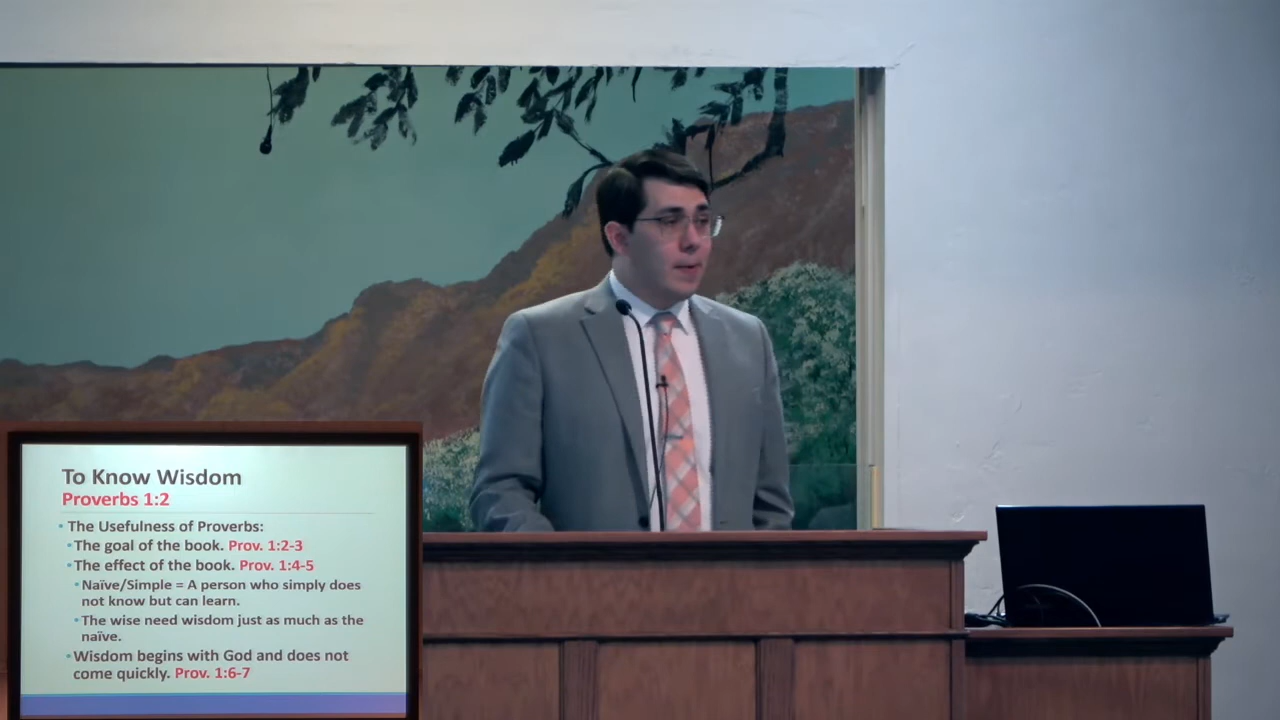 To Know Wisdom
Proverbs 1:2
• The Usefulness of Proverbs:
• The goal of the book. Prov. 1:2-3
• The effect of the book. Prov. 1:4-5
• Naïve/Simple = A person who simply does
not know but can learn.
• The wise need wisdom just as much as the
naïve.
• Wisdom begins with God and does not
come quickly. Prov. 1:6-7